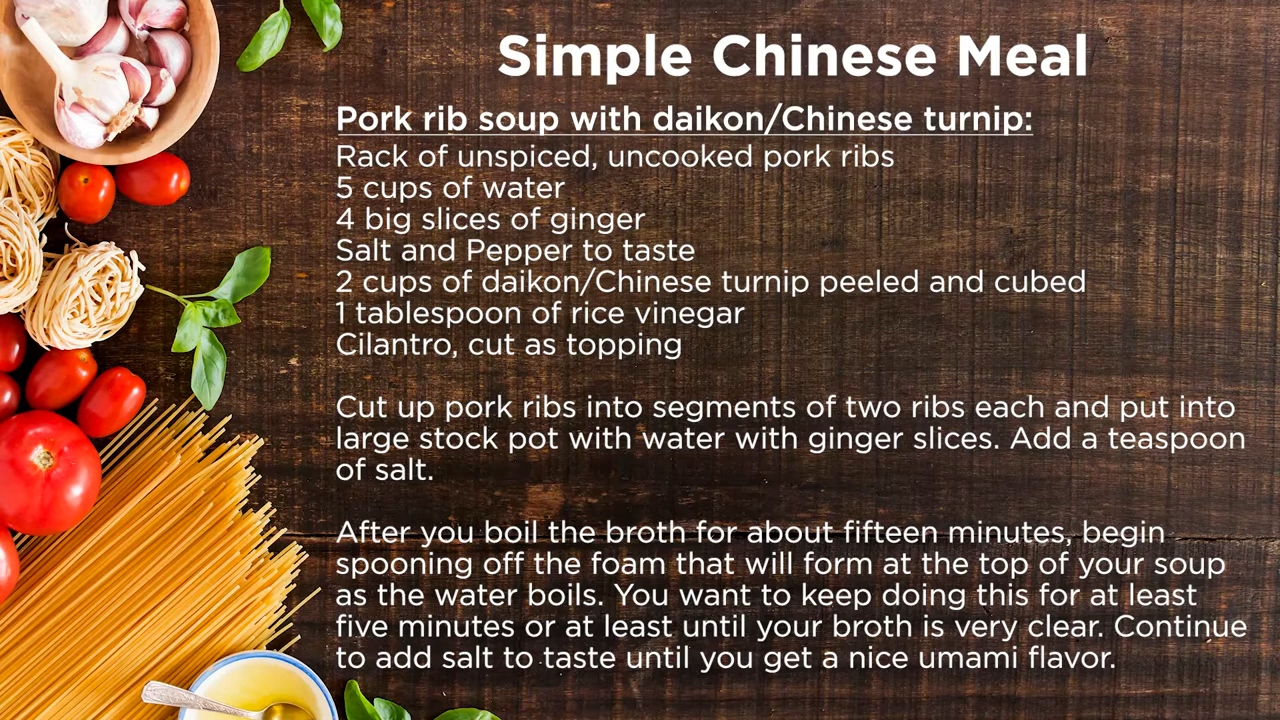 Simple Chinese Meal
Pork rib soup with daikon/Chinese turnip:
Rack of unspiced, uncooked pork ribs
5 cups of water
4 big slices of ginger
Salt and Pepper to taste
2 cups of daikon/Chinese turnip peeled and cubed
1 tablespoon of rice vinegar
Cilantro, cut as topping
Cut up pork ribs into segments of two ribs each and put into
large stock pot with water with ginger slices. Add a teaspoon
of salt.
After you boil the broth for about fifteen minutes, begin
spooning off the foam that will form at the top of your soup
as the water boils. You want to keep doing this for at least
five minutes or at least until your broth is very clear. Continue
to add salt to taste until you get a nice umami flavor.